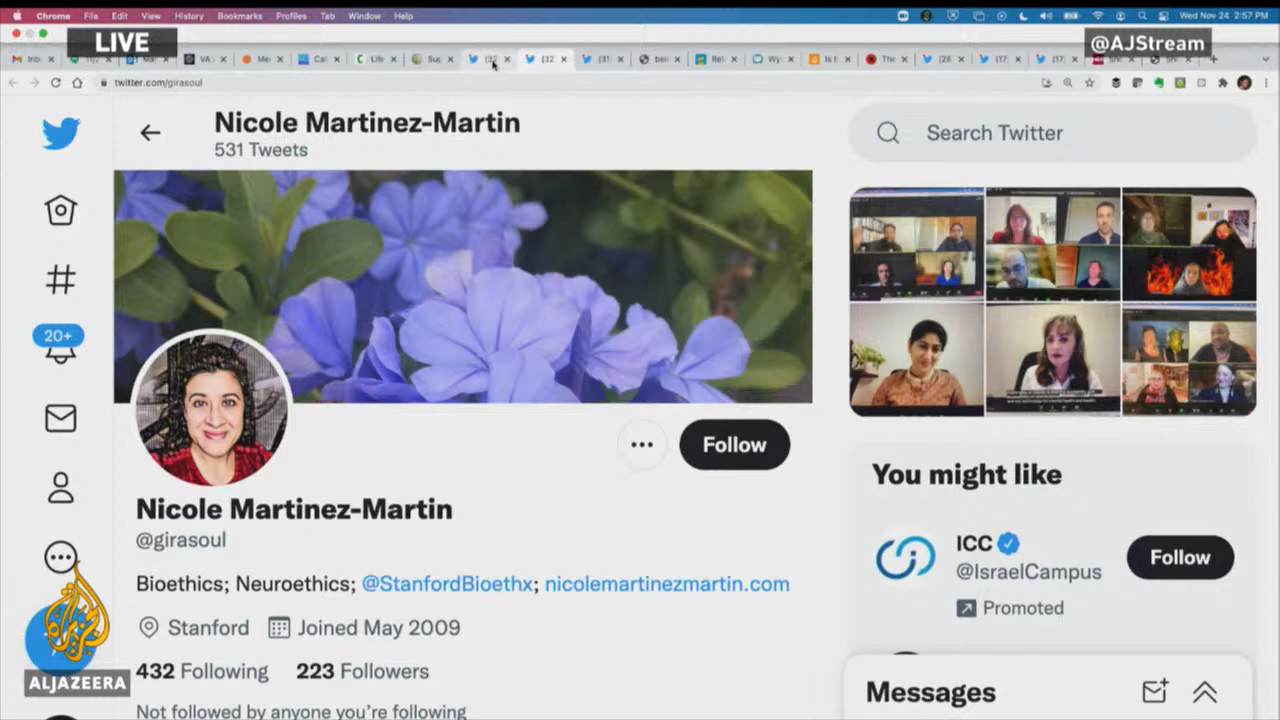 Chrome File Edit View History Bookmarks Profiles Tab Window Help
Wed Nov 24 2:57 PM
LIVE
@AJStream
twitter.com/girasoul
Nicole Martinez-Martin
531 Tweets
Search Twitter
20+
Follow
Nicole Martinez-Martin
@girasoul
Bioethics; Neuroethics; @StanfordBioethx; nicolemartinezmartin.com
Stanford Joined May 2009
432 Following 223 Followers
Not followed by anyone you're following
You might like
ICC
@IsraelCampus
Promoted
Follow
Messages
ALJAZEERA